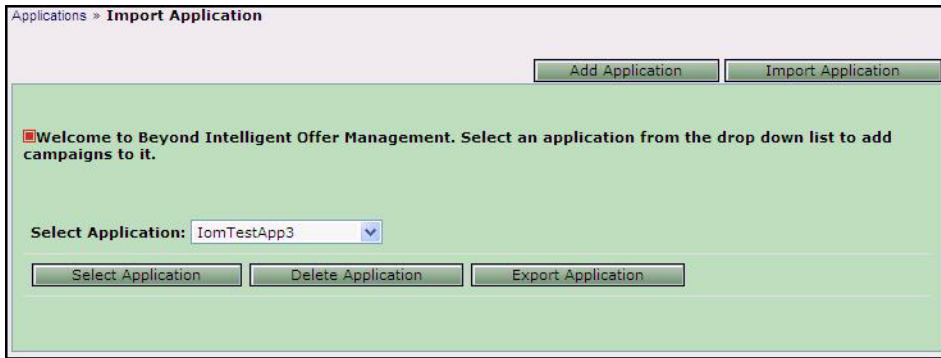 Applications » Import Application
Add Application Import Application
Welcome to Beyond Intelligent Offer Management. Select an application from the drop down list to add
campaigns to it.
Select Application: IomTestApp3
Select Application Delete Application Export Application